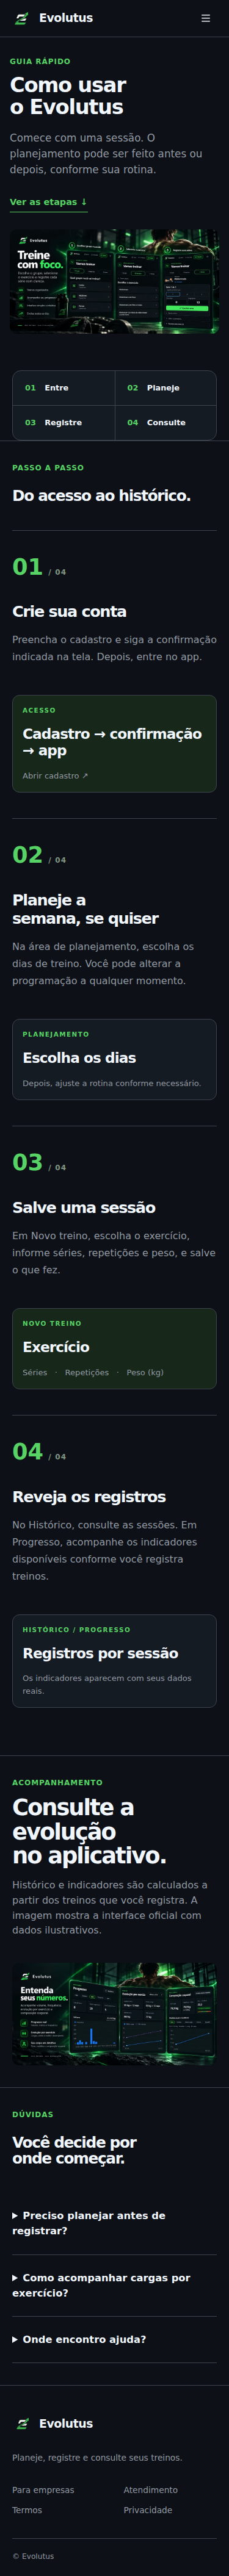 Evolutus
GUIA RÁPIDO
Como usar
o Evolutus
Comece com uma sessão. O
planejamento pode ser feito antes ou
depois, conforme sua rotina.
Ver as etapas ↓
Evolutus
Treine
com foco.
01 Entre
02 Planeje
03 Registre
04 Consulte
PASSO A PASSO
Do acesso ao histórico.
01 / 04
Crie sua conta
Preencha o cadastro e siga a confirmação
indicada na tela. Depois, entre no app.
ACESSO
Cadastro → confirmação
→ app
Abrir cadastro ↗
02 / 04
Planeje a
semana, se quiser
Na área de planejamento, escolha os
dias de treino. Você pode alterar a
programação a qualquer momento.
PLANEJAMENTO
Escolha os dias
Depois, ajuste a rotina conforme necessário.
03 / 04
Salve uma sessão
Em Novo treino, escolha o exercício,
informe séries, repetições e peso, e salve
o que fez.
NOVO TREINO
Exercício
Séries · Repetições · Peso (kg)
04 / 04
Reveja os registros
No Histórico, consulte as sessões. Em
Progresso, acompanhe os indicadores
disponíveis conforme você registra
treinos.
HISTÓRICO / PROGRESSO
Registros por sessão
Os indicadores aparecem com seus dados
reais.
ACOMPANHAMENTO
Consulte a
evolução
no aplicativo.
Histórico e indicadores são calculados a
partir dos treinos que você registra. A
imagem mostra a interface oficial com
dados ilustrativos.
Evolutus
Entenda
seus números.
DÚVIDAS
Você decide por
onde começar.
▶ Preciso planejar antes de
registrar?
▶ Como acompanhar cargas por
exercício?
▶ Onde encontro ajuda?
Evolutus
Planeje, registre e consulte seus treinos.
Para empresas
Atendimento
Termos
Privacidade
© Evolutus